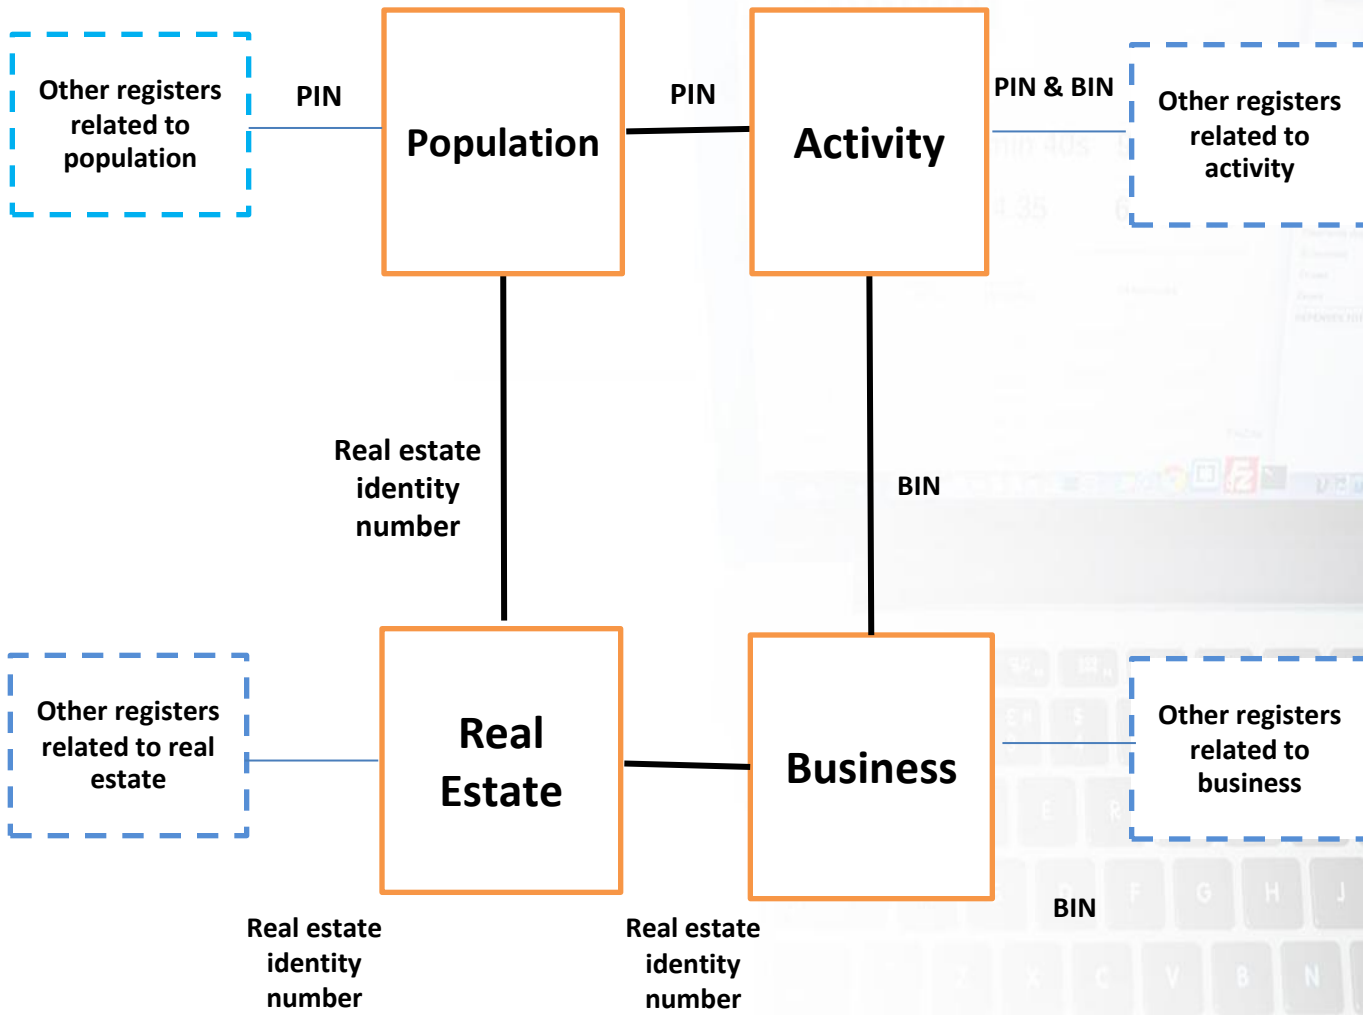 Other registers
related to
population
PIN
Population
PIN
Activity
PIN & BIN
Other registers
related to
activity
Real estate
identity
number
BIN
Other registers
related to real
estate
Real
Estate
Business
Other registers
related to
business
Real estate
identity
number
Real estate
identity
number
BIN
E
R
D
F
G
H
J
Z
X
C
V
B
N